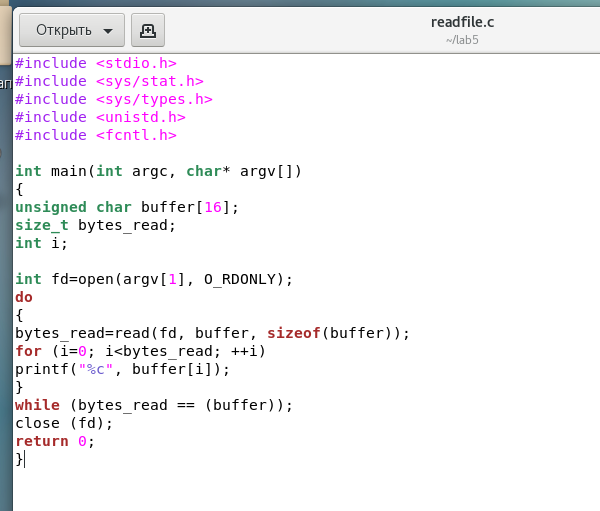 Открыть
readfile.c
~/lab5
#include <stdio.h>
#include <sys/stat.h>
#include <sys/types.h>
#include <unistd.h>
#include <fcntl.h>
int main(int argc, char* argv[])
{
unsigned char buffer[16];
size_t bytes_read;
int i;
int fd=open(argv[1], O_RDONLY);
do
{
bytes_read=read(fd, buffer, sizeof(buffer));
for (i=0; i<bytes_read; ++i)
printf("%c", buffer[i]);
}
while (bytes_read == (buffer));
close (fd);
return 0;
}